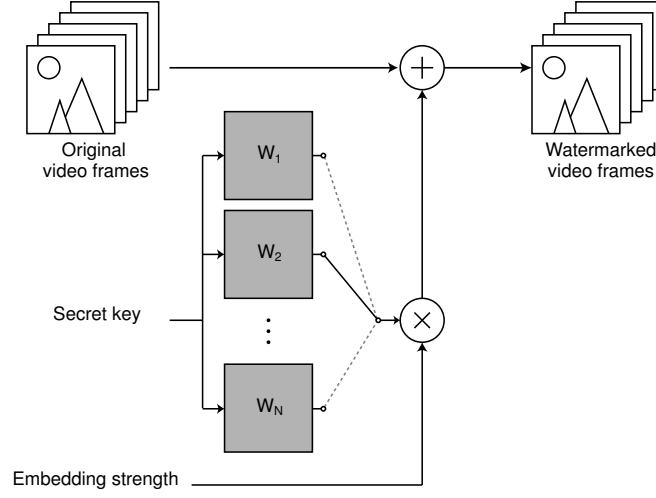 Original
video frames
Watermarked
video frames
W1
W2
Secret key
WN
Embedding strength